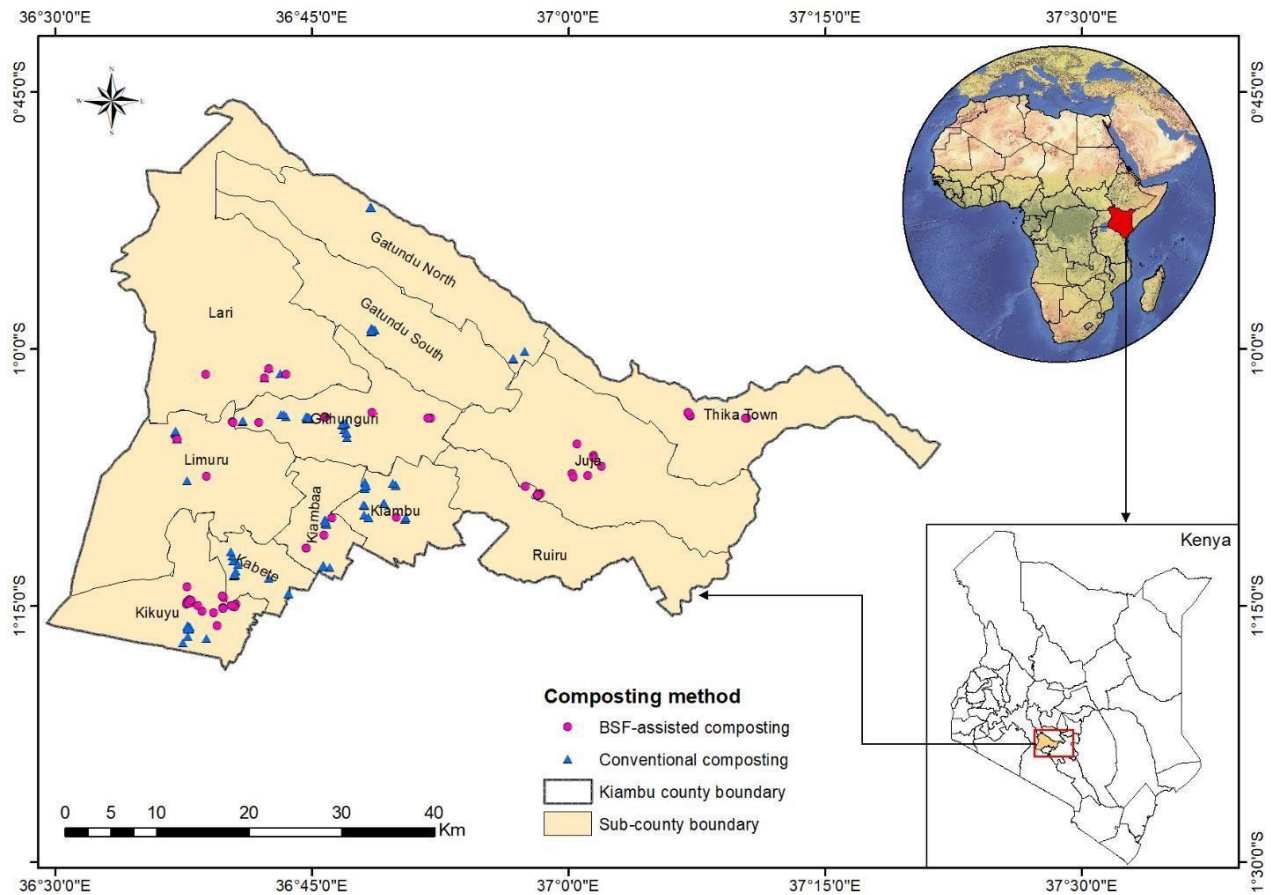 36°30'0"E 36°45'0"E 37°0'0"E 37°15'0"E 37°30'0"E
0°45'0"S 0°45'0"S
N
W E
S
Gatundu North
Gatundu South
Lari
1°0'0"S 1°0'0"S
Githunguri
Thika Town
Limuru
Juja
Kiambaa
Kiambu
Kabete
Ruiru
Kenya
Kikuyu
1°15'0"S 1°15'0"S
Composting method
BSF-assisted composting
Conventional composting
Kiambu county boundary
Sub-county boundary
0 5 10 20 30 40
Km
1°30'0"S
36°30'0"E 36°45'0"E 37°0'0"E 37°15'0"E 37°30'0"E